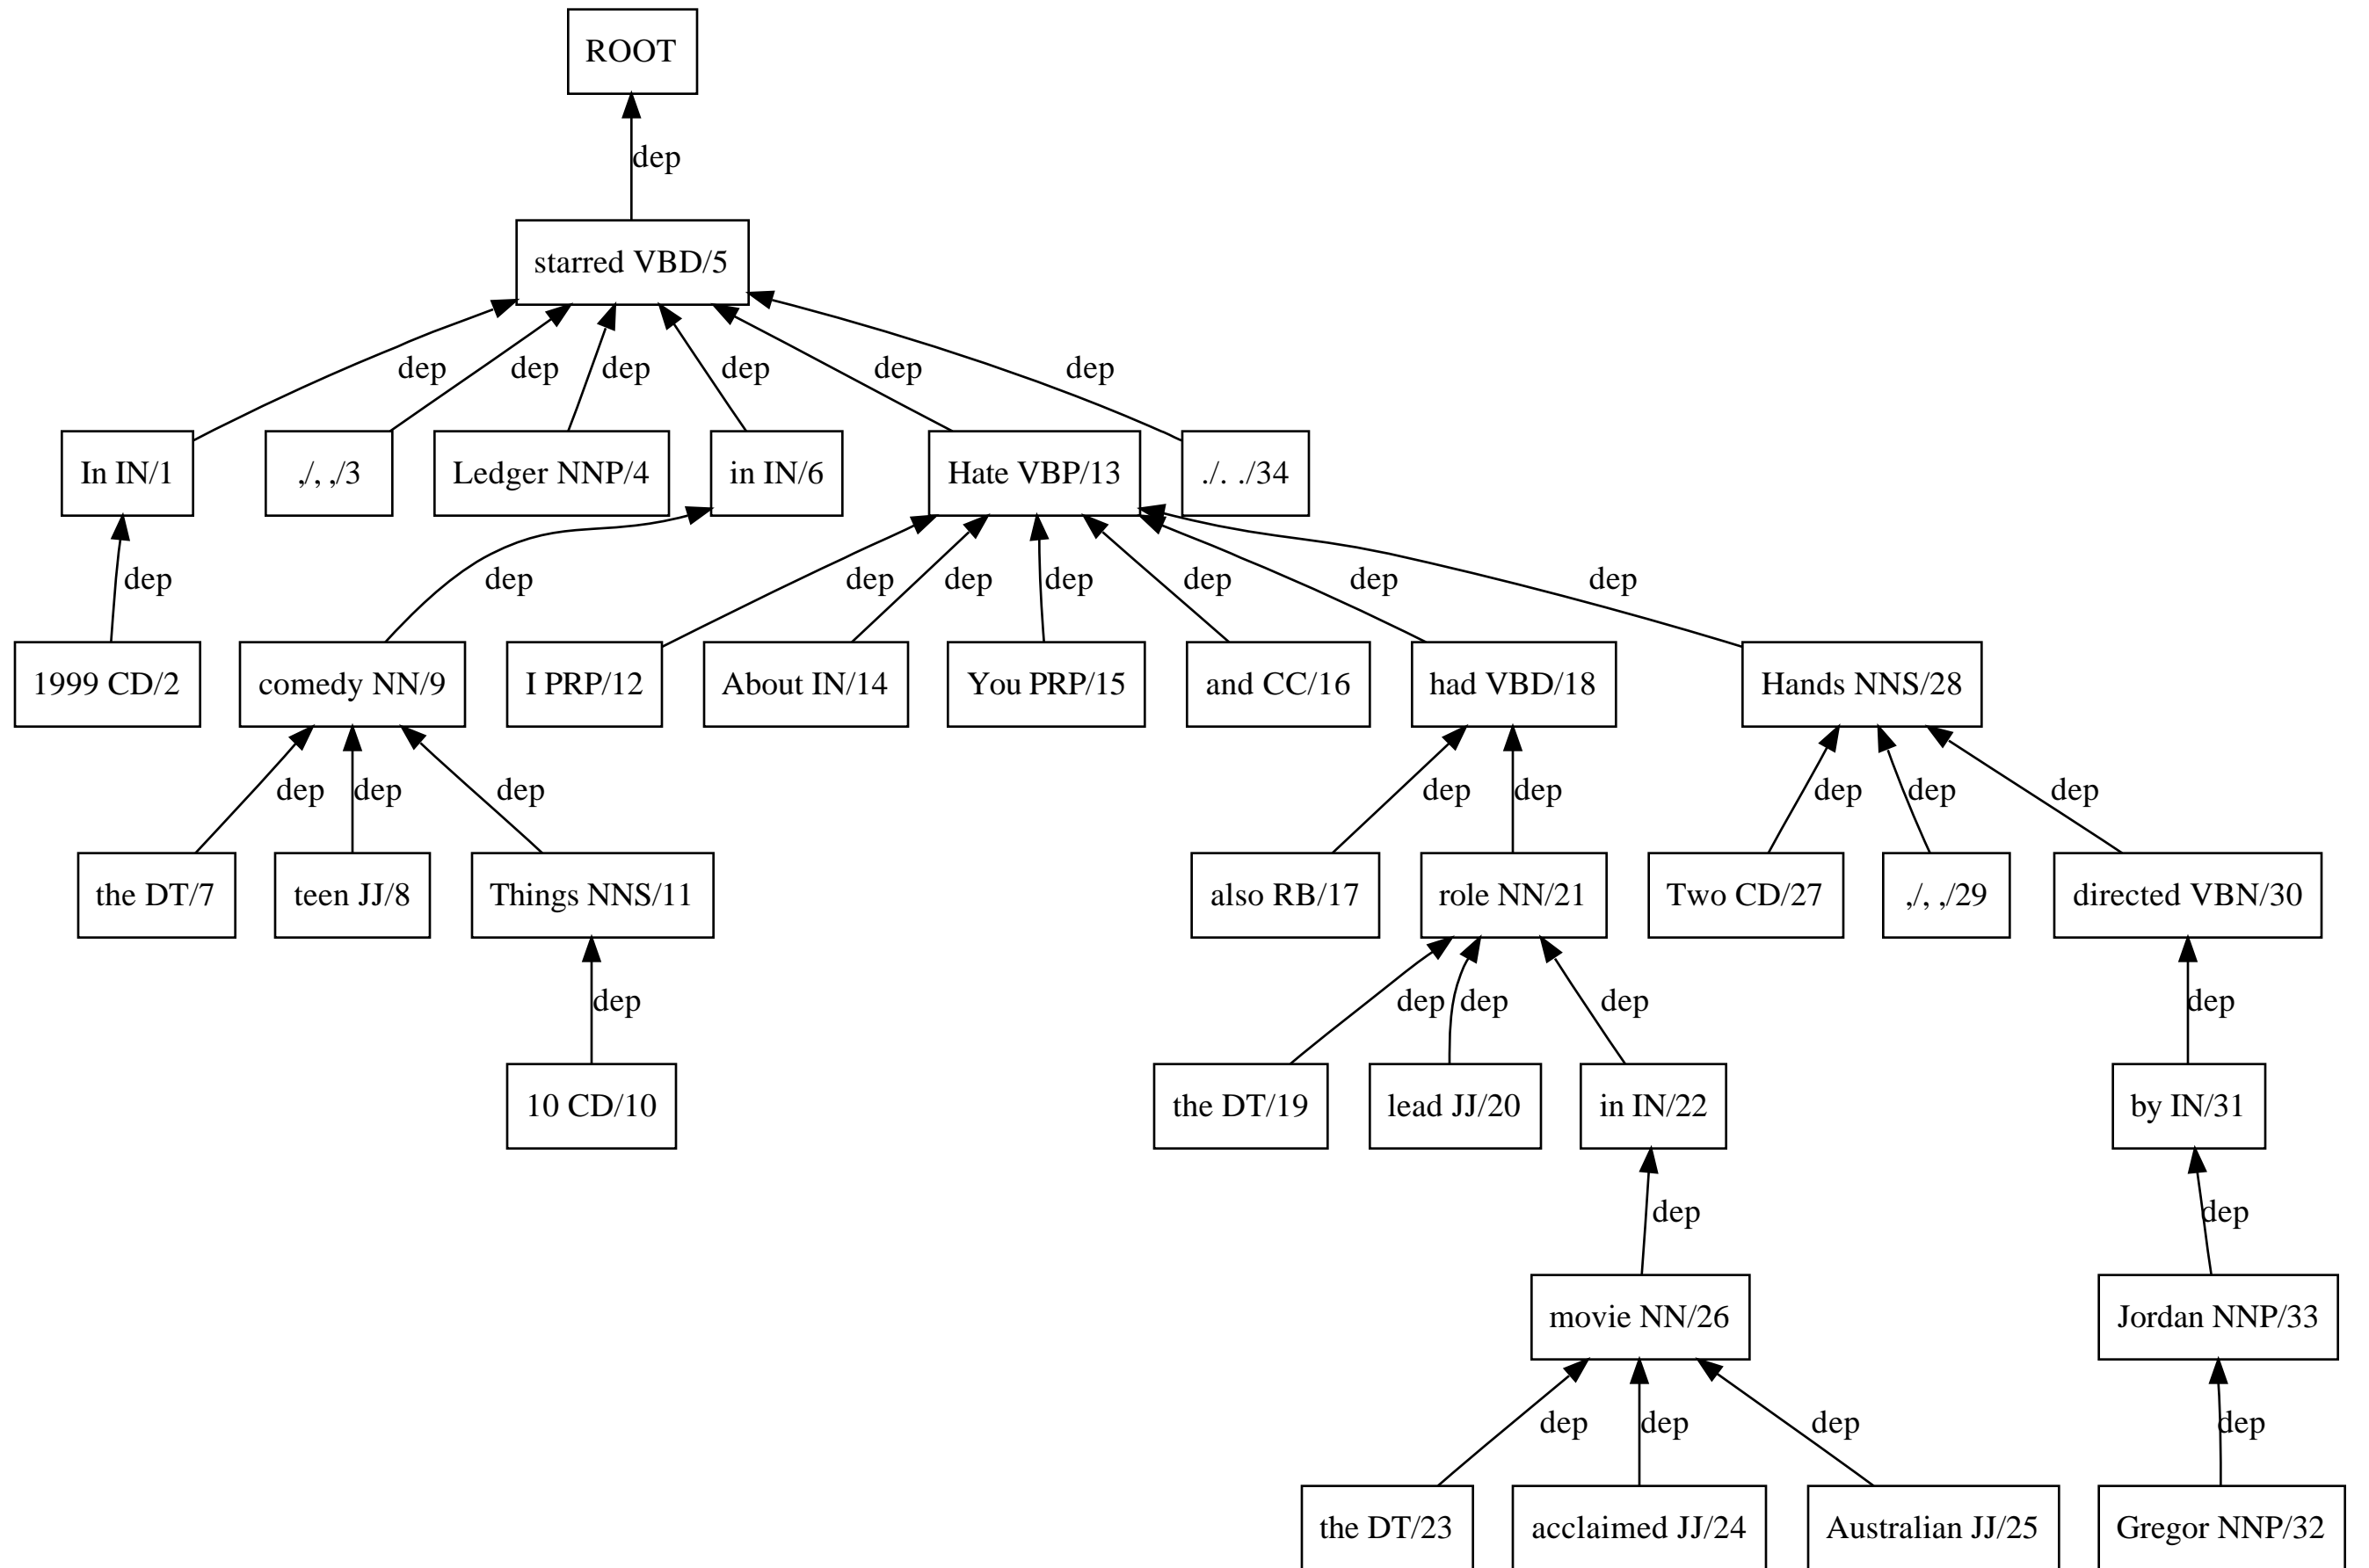 ROOT
dep
starred VBD/5
dep dep dep dep dep dep
In IN/1 ,/, ,/3 Ledger NNP/4 in IN/6 Hate VBP/13 ./. ./34
dep dep dep dep dep dep dep dep
1999 CD/2 comedy NN/9 I PRP/12 About IN/14 You PRP/15 and CC/16 had VBD/18 Hands NNS/28
dep dep dep dep dep dep dep dep
the DT/7 teen JJ/8 Things NNS/11 also RB/17 role NN/21 Two CD/27 ,/, ,/29 directed VBN/30
dep dep dep dep dep
10 CD/10 the DT/19 lead JJ/20 in IN/22 by IN/31
dep dep
movie NN/26 Jordan NNP/33
dep dep dep dep
the DT/23 acclaimed JJ/24 Australian JJ/25 Gregor NNP/32